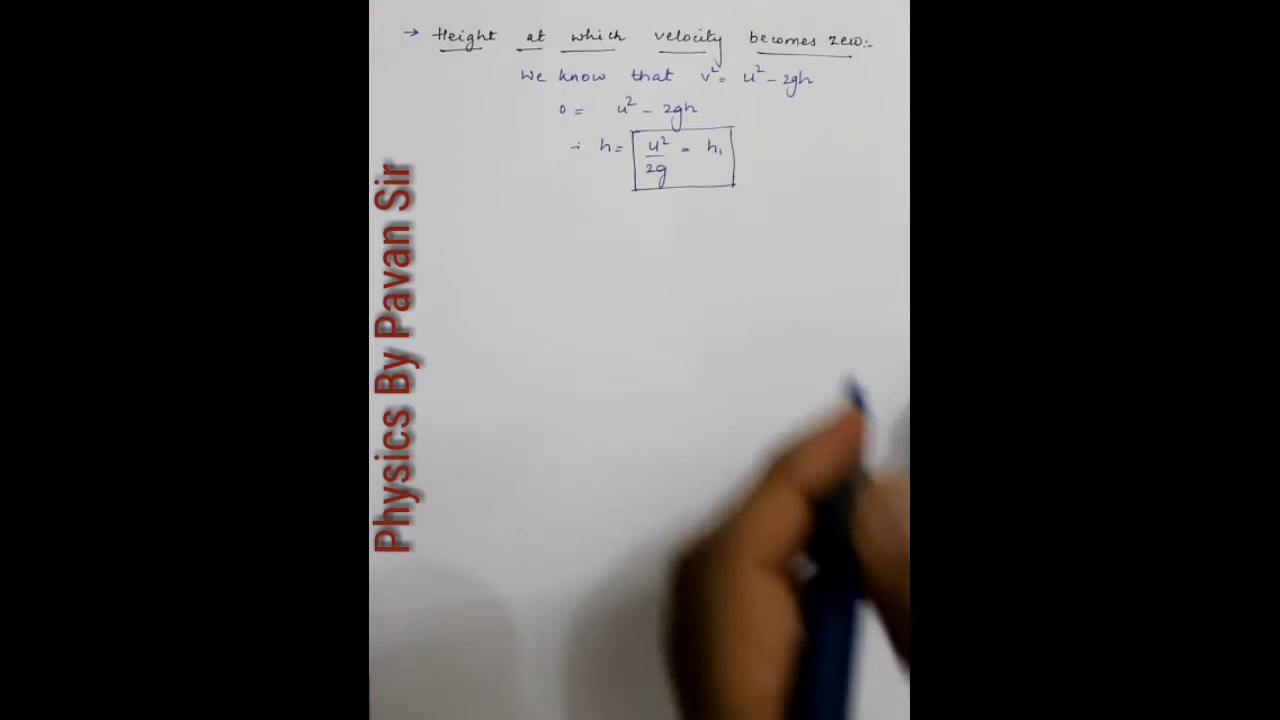 → Height at which velocity becomes zero:-
We know that v² = u² - 2gh
0 = u² - 2gh
∴ h = u²/2g = h₁
Physics By Pavan Sir